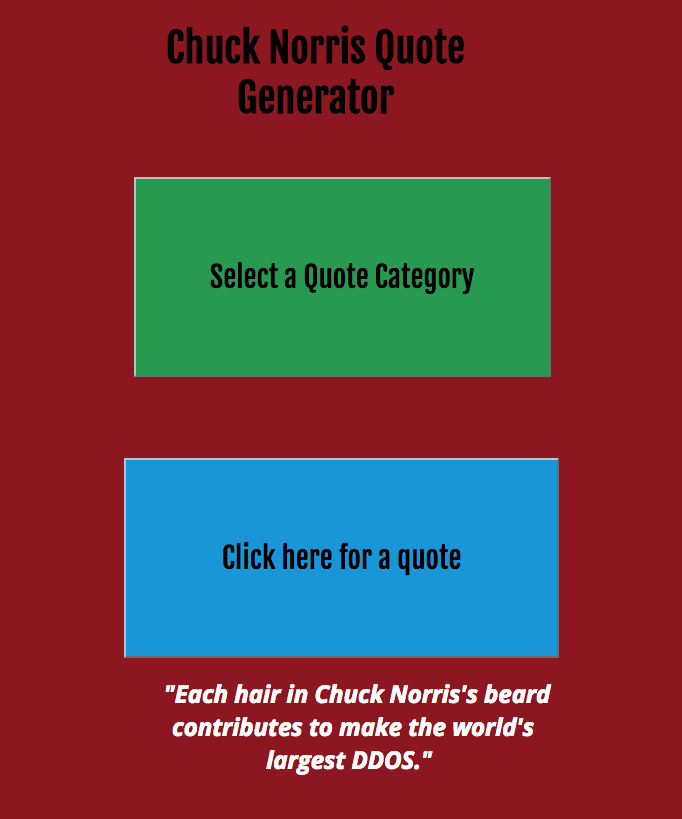 Chuck Norris Quote
Generator
Select a Quote Category
Click here for a quote
"Each hair in Chuck Norris's beard
contributes to make the world's
largest DDOS."